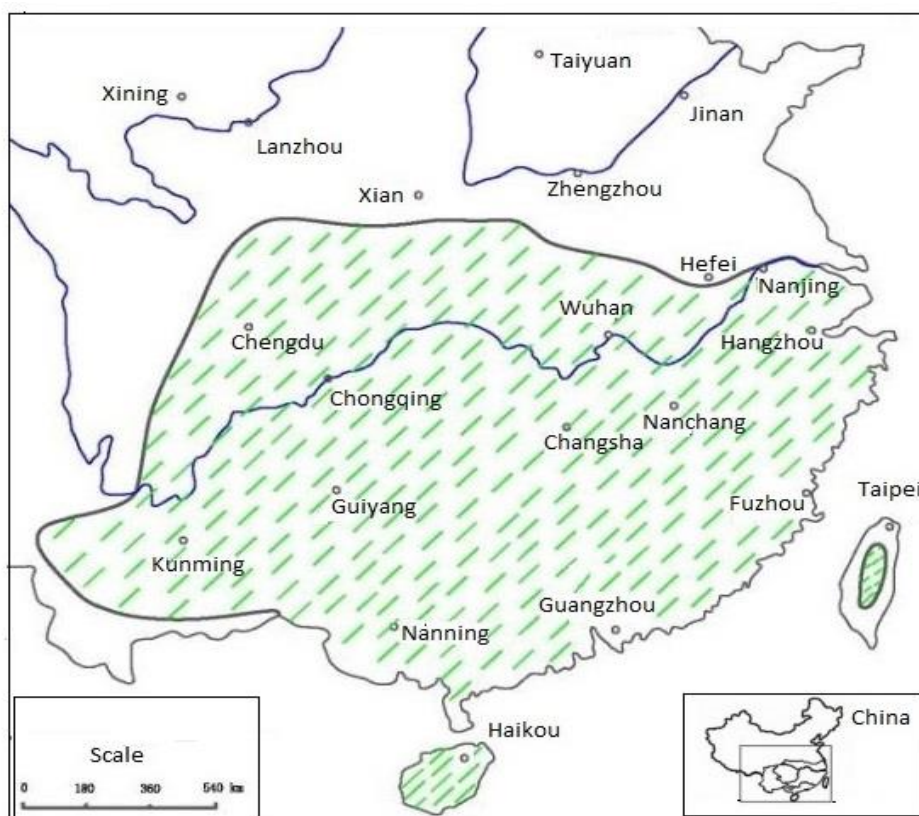 Taiyuan
Xining
Jinan
Lanzhou
Zhengzhou
Xian
Hefei
Nanjing
Wuhan
Chengdu
Hangzhou
Chongqing
Nanchang
Changsha
Guiyang
Fuzhou
Taipei
Kunming
Guangzhou
Nanning
Haikou
China
Scale
0 180 360 540 km